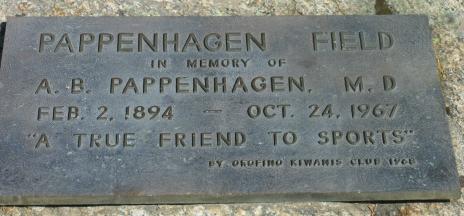 PAPPENHAGEN FIELD
IN MEMORY OF
A. B. PAPPENHAGEN, M. D
FEB. 2, 1894 — OCT. 24, 1967
"A TRUE FRIEND TO SPORTS"
BY OROFINO KIWANIS CLUB 1968